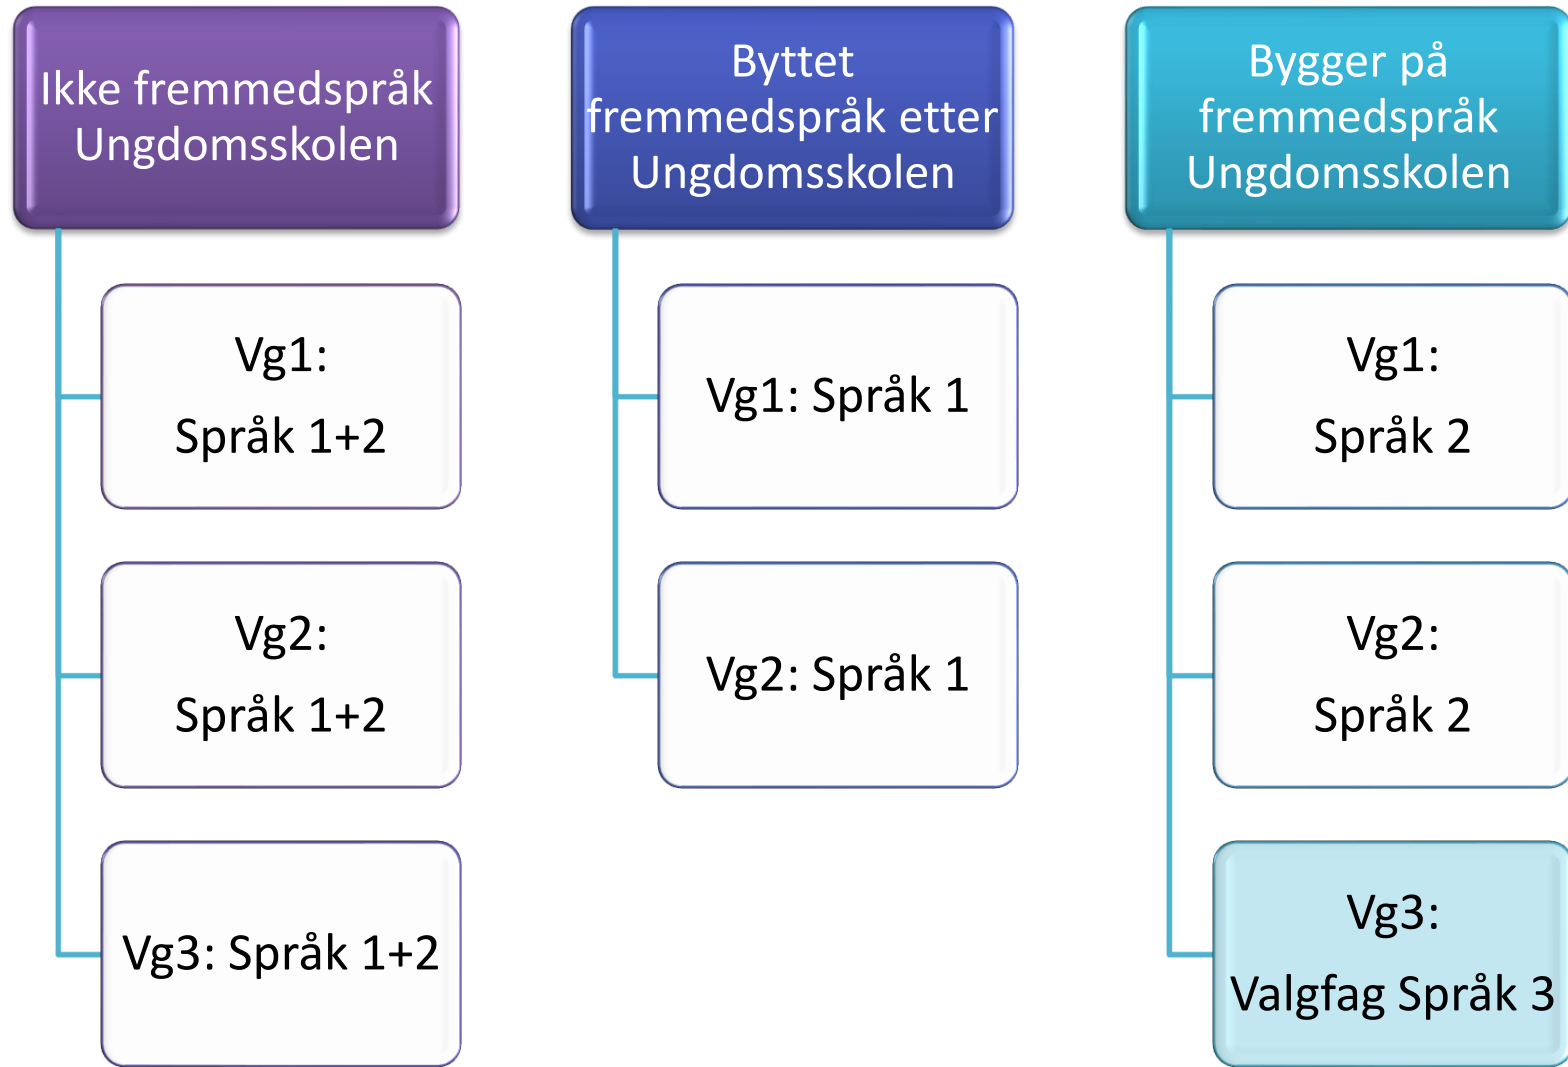 Ikke fremmedspråk
Ungdomsskolen
Vg1:
Språk 1+2
Vg2:
Språk 1+2
Vg3: Språk 1+2
Byttet
fremmedspråk etter
Ungdomsskolen
Vg1: Språk 1
Vg2: Språk 1
Bygger på
fremmedspråk
Ungdomsskolen
Vg1:
Språk 2
Vg2:
Språk 2
Vg3:
Valgfag Språk 3